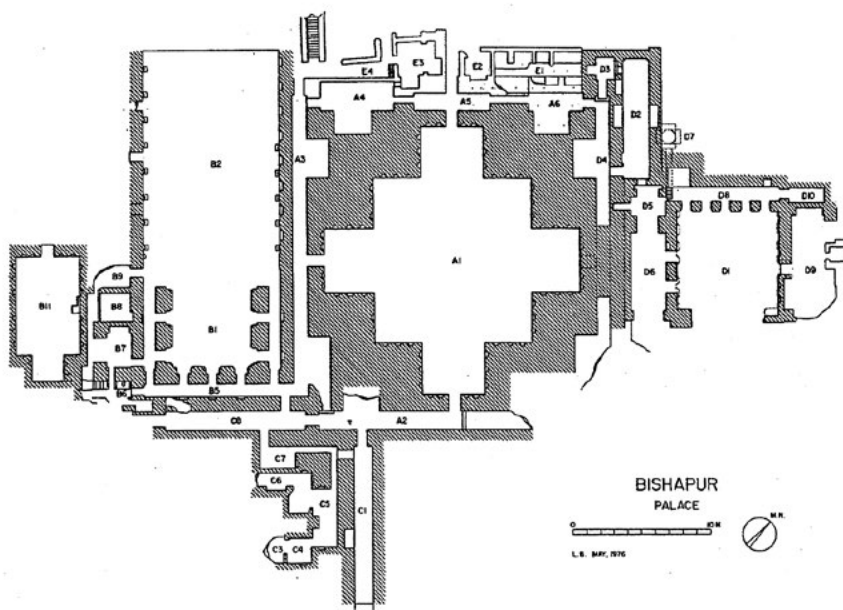 E3
E4
E2
E1
D3
A4
A5
A6
D2
D7
B2
A3
D4
D8
D10
D5
A1
B9
D6
D1
D9
B11
B8
B1
B7
B5
B6
C8
A2
C7
C6
C5
C1
C3 C4
BISHAPUR
PALACE
0 10 M.
M.N.
L.B. MAY, 1976